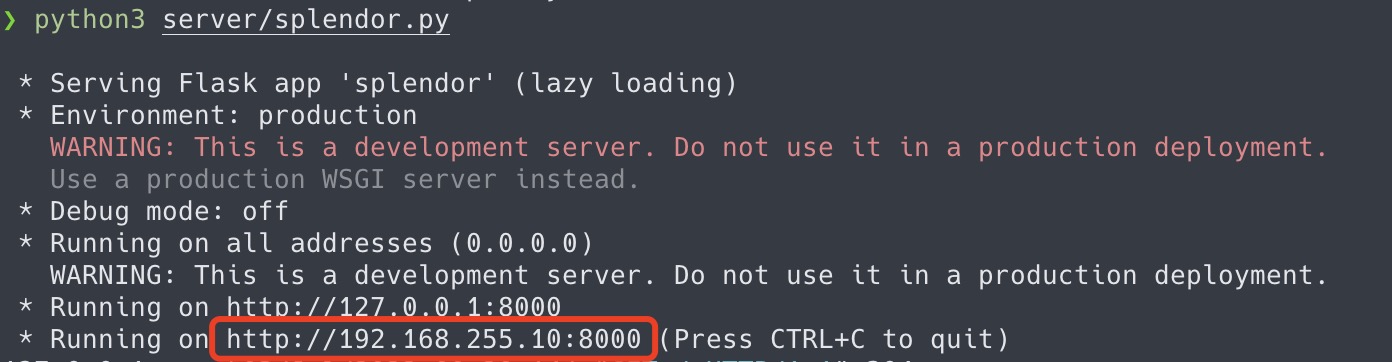 ❯ python3 server/splendor.py
* Serving Flask app 'splendor' (lazy loading)
* Environment: production
WARNING: This is a development server. Do not use it in a production deployment.
Use a production WSGI server instead.
* Debug mode: off
* Running on all addresses (0.0.0.0)
WARNING: This is a development server. Do not use it in a production deployment.
* Running on http://127.0.0.1:8000
* Running on http://192.168.255.10:8000 (Press CTRL+C to quit)